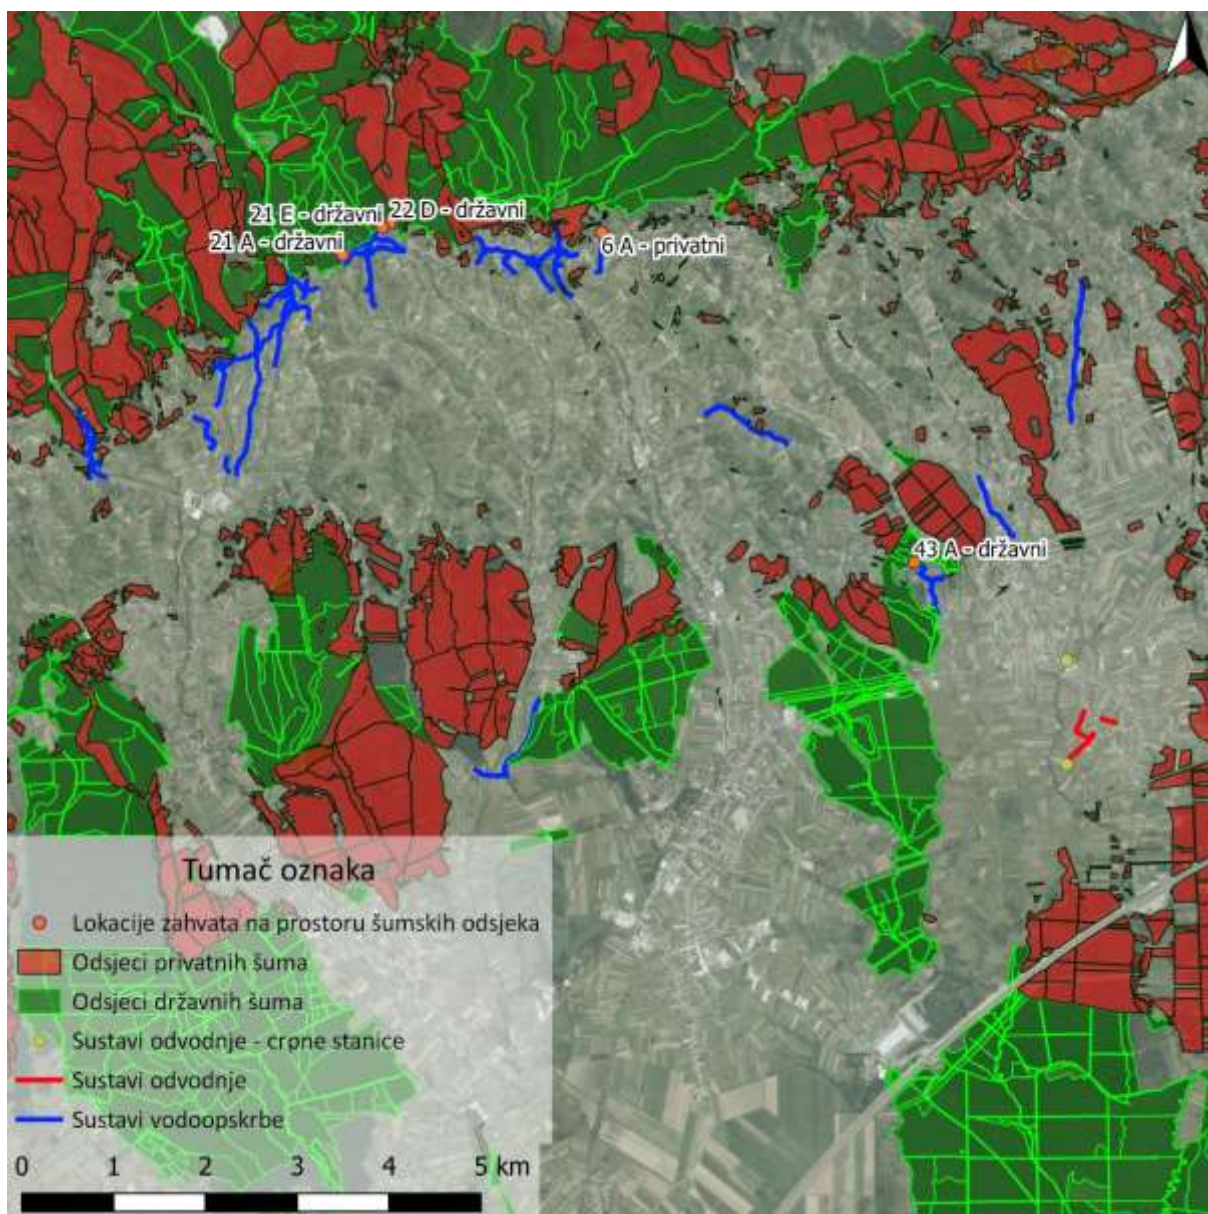 21 E - državni
22 D - državni
21 A - državni
6 A - privatni
43 A - državni
Tumač oznaka
Lokacije zahvata na prostoru šumskih odsjeka
Odsjeci privatnih šuma
Odsjeci državnih šuma
Sustavi odvodnje - crpne stanice
Sustavi odvodnje
Sustavi vodoopskrbe
0 1 2 3 4 5 km